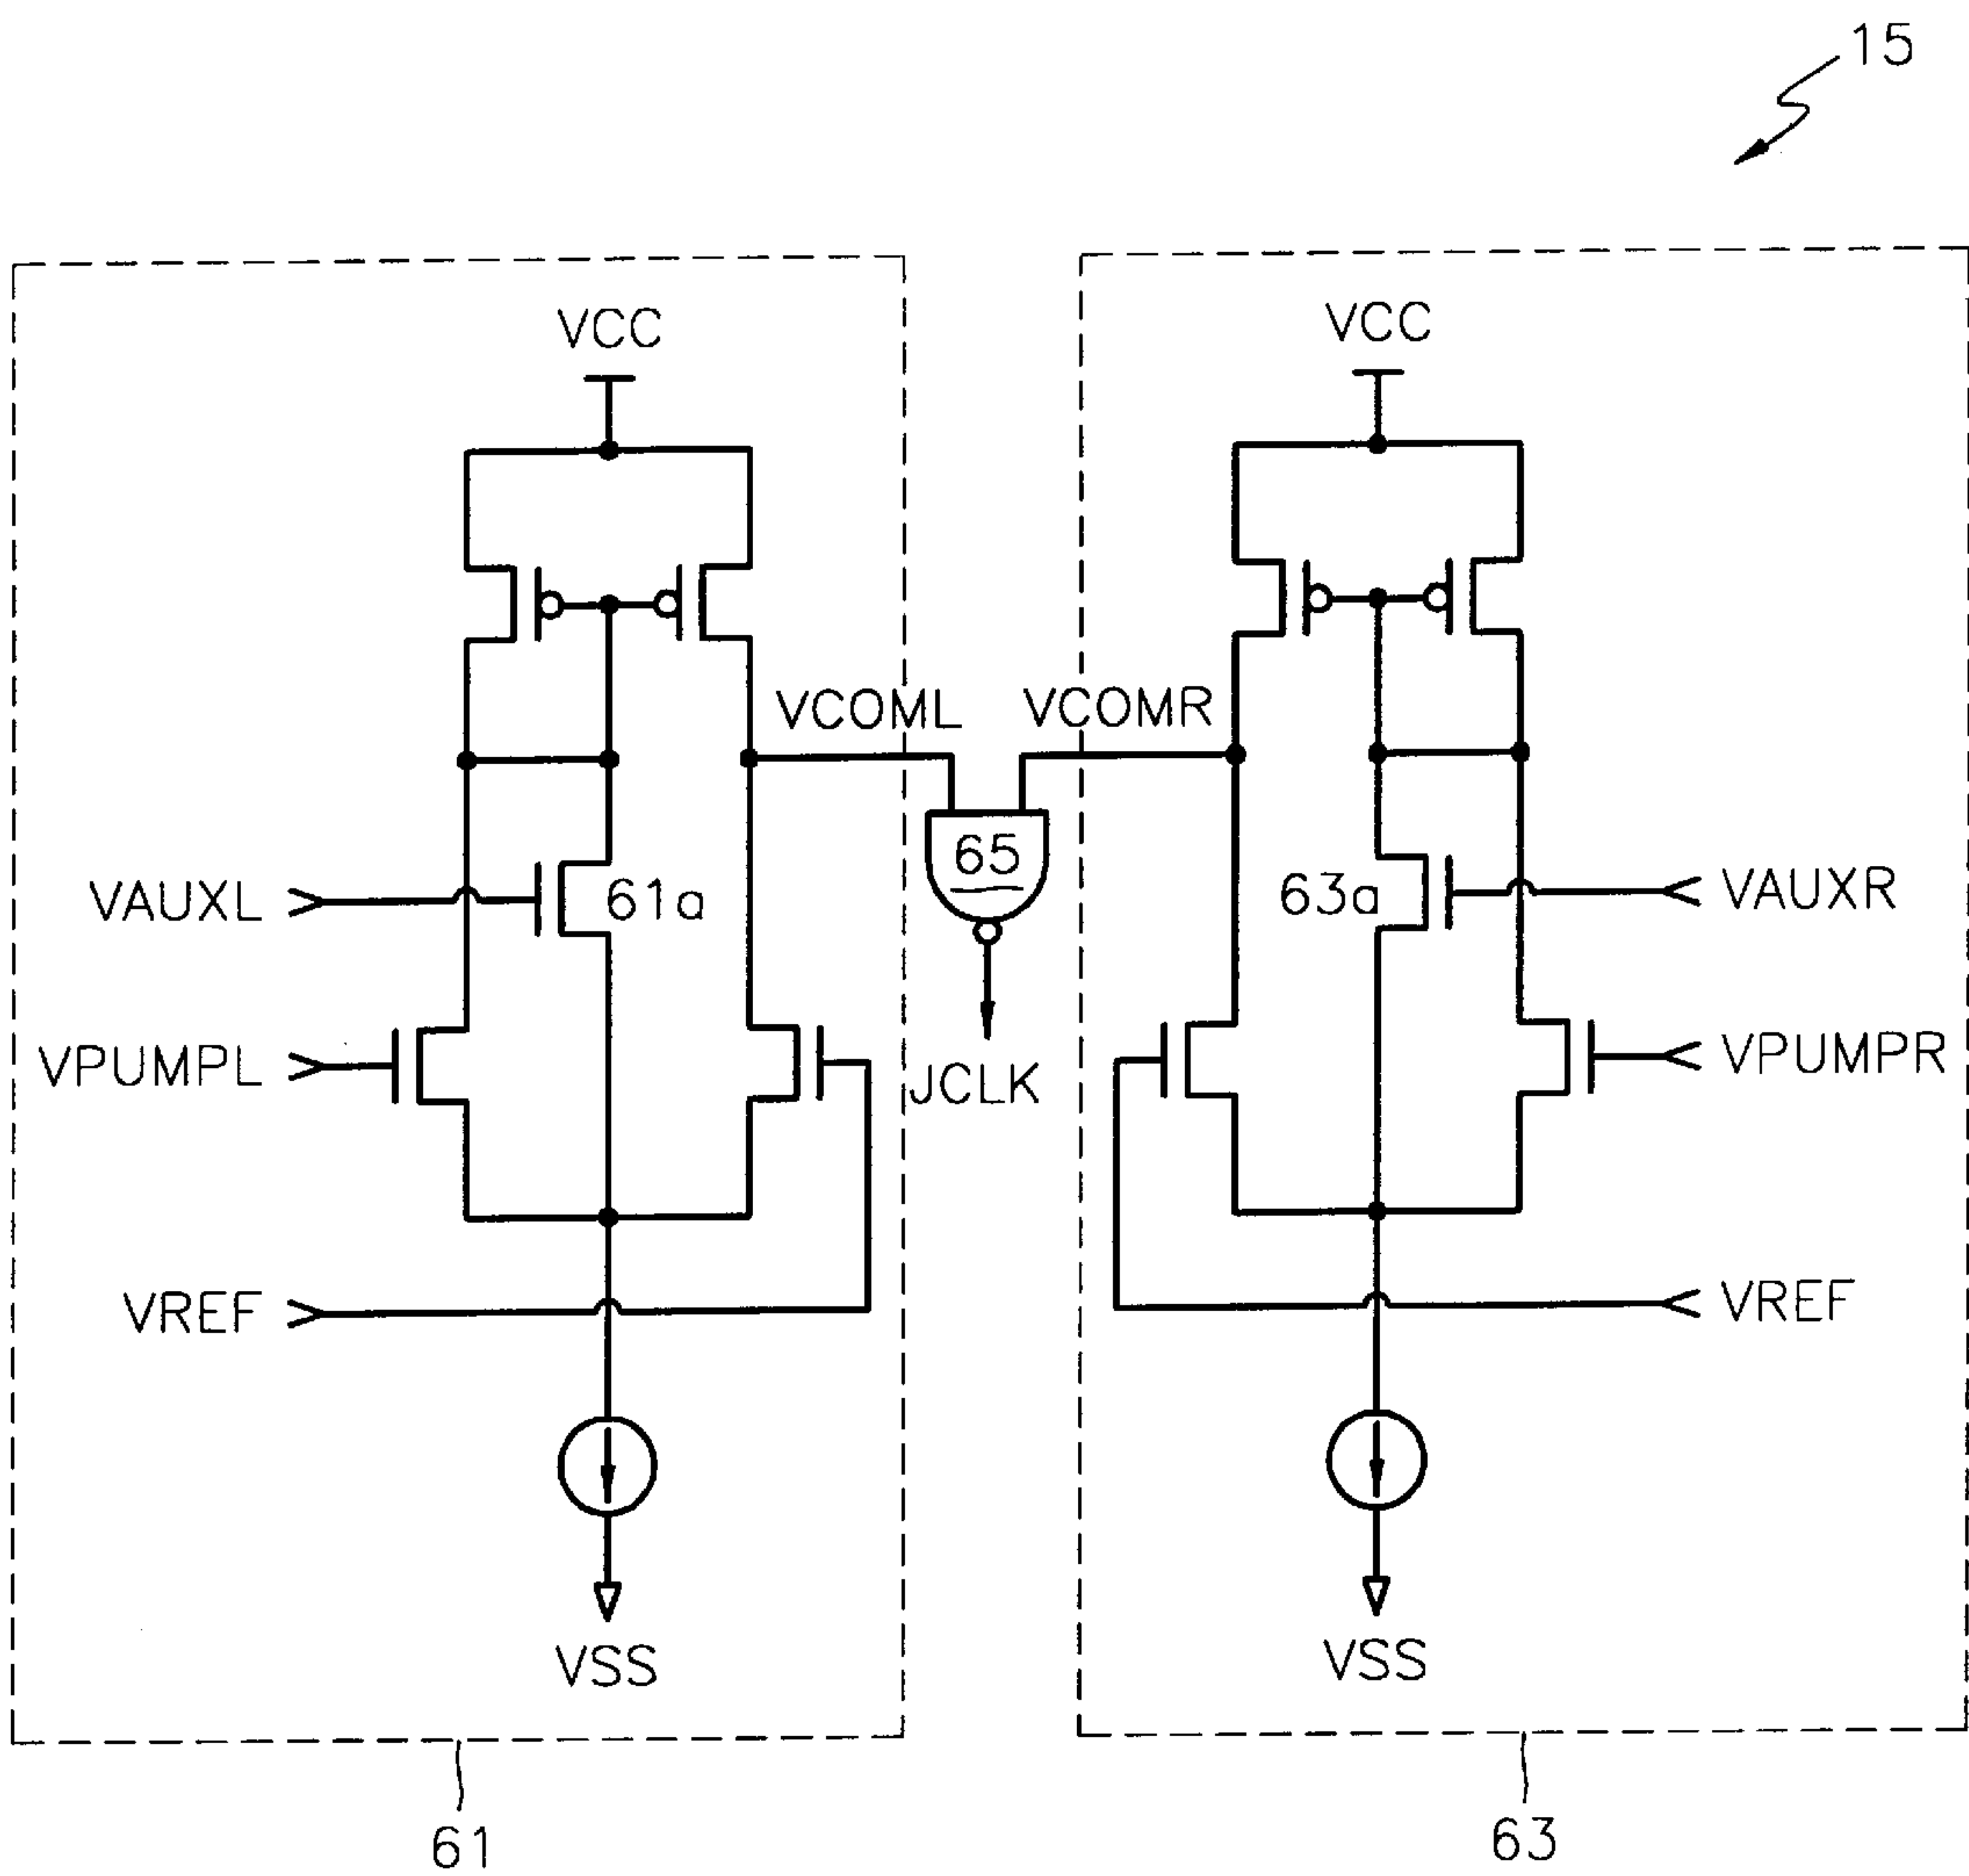 15
VCC
VCC
VCOML
VCOMR
65
VAUXL
61a
63a
VAUXR
VPUMPL
JCLK
VPUMPR
VREF
VREF
VSS
VSS
61
63